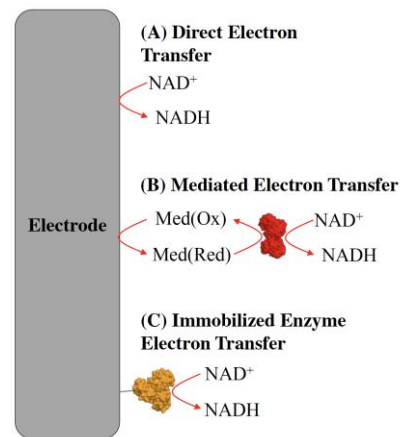 (A) Direct Electron
Transfer
NAD⁺
NADH
(B) Mediated Electron Transfer
Electrode
Med(Ox)
NAD⁺
Med(Red)
NADH
(C) Immobilized Enzyme
Electron Transfer
NAD⁺
NADH